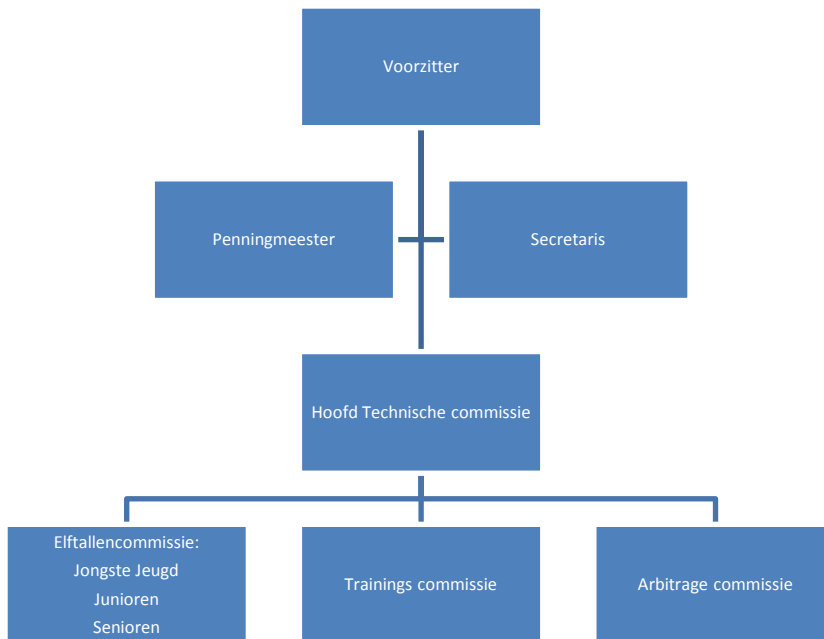 Voorzitter
Penningmeester
Secretaris
Hoofd Technische commissie
Elftallencommissie:
Jongste Jeugd
Junioren
Senioren
Trainings commissie
Arbitrage commissie